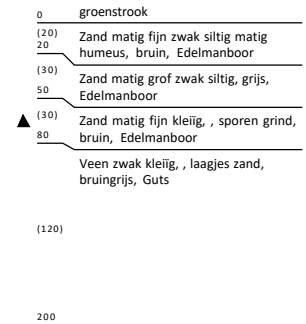 0 groenstrook
(20) Zand matig fijn zwak siltig matig
20 humeus, bruin, Edelmanboor
(30) Zand matig grof zwak siltig, grijs,
50 Edelmanboor
(30) Zand matig fijn kleiïg, , sporen grind,
80 bruin, Edelmanboor
Veen zwak kleiïg, , laagjes zand,
bruingrijs, Guts
(120)
200